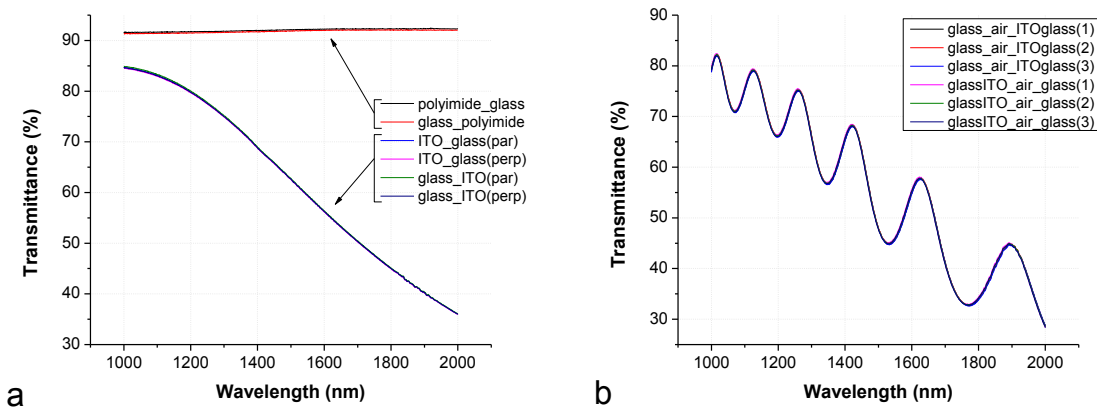 90
80
70
60
50
40
30
Transmittance (%)
polyimide_glass
glass_polyimide
ITO_glass(par)
ITO_glass(perp)
glass_ITO(par)
glass_ITO(perp)
1000 1200 1400 1600 1800 2000
Wavelength (nm)
a
90
80
70
60
50
40
30
Transmittance (%)
glass_air_ITOglass(1)
glass_air_ITOglass(2)
glass_air_ITOglass(3)
glassITO_air_glass(1)
glassITO_air_glass(2)
glassITO_air_glass(3)
1000 1200 1400 1600 1800 2000
Wavelength (nm)
b